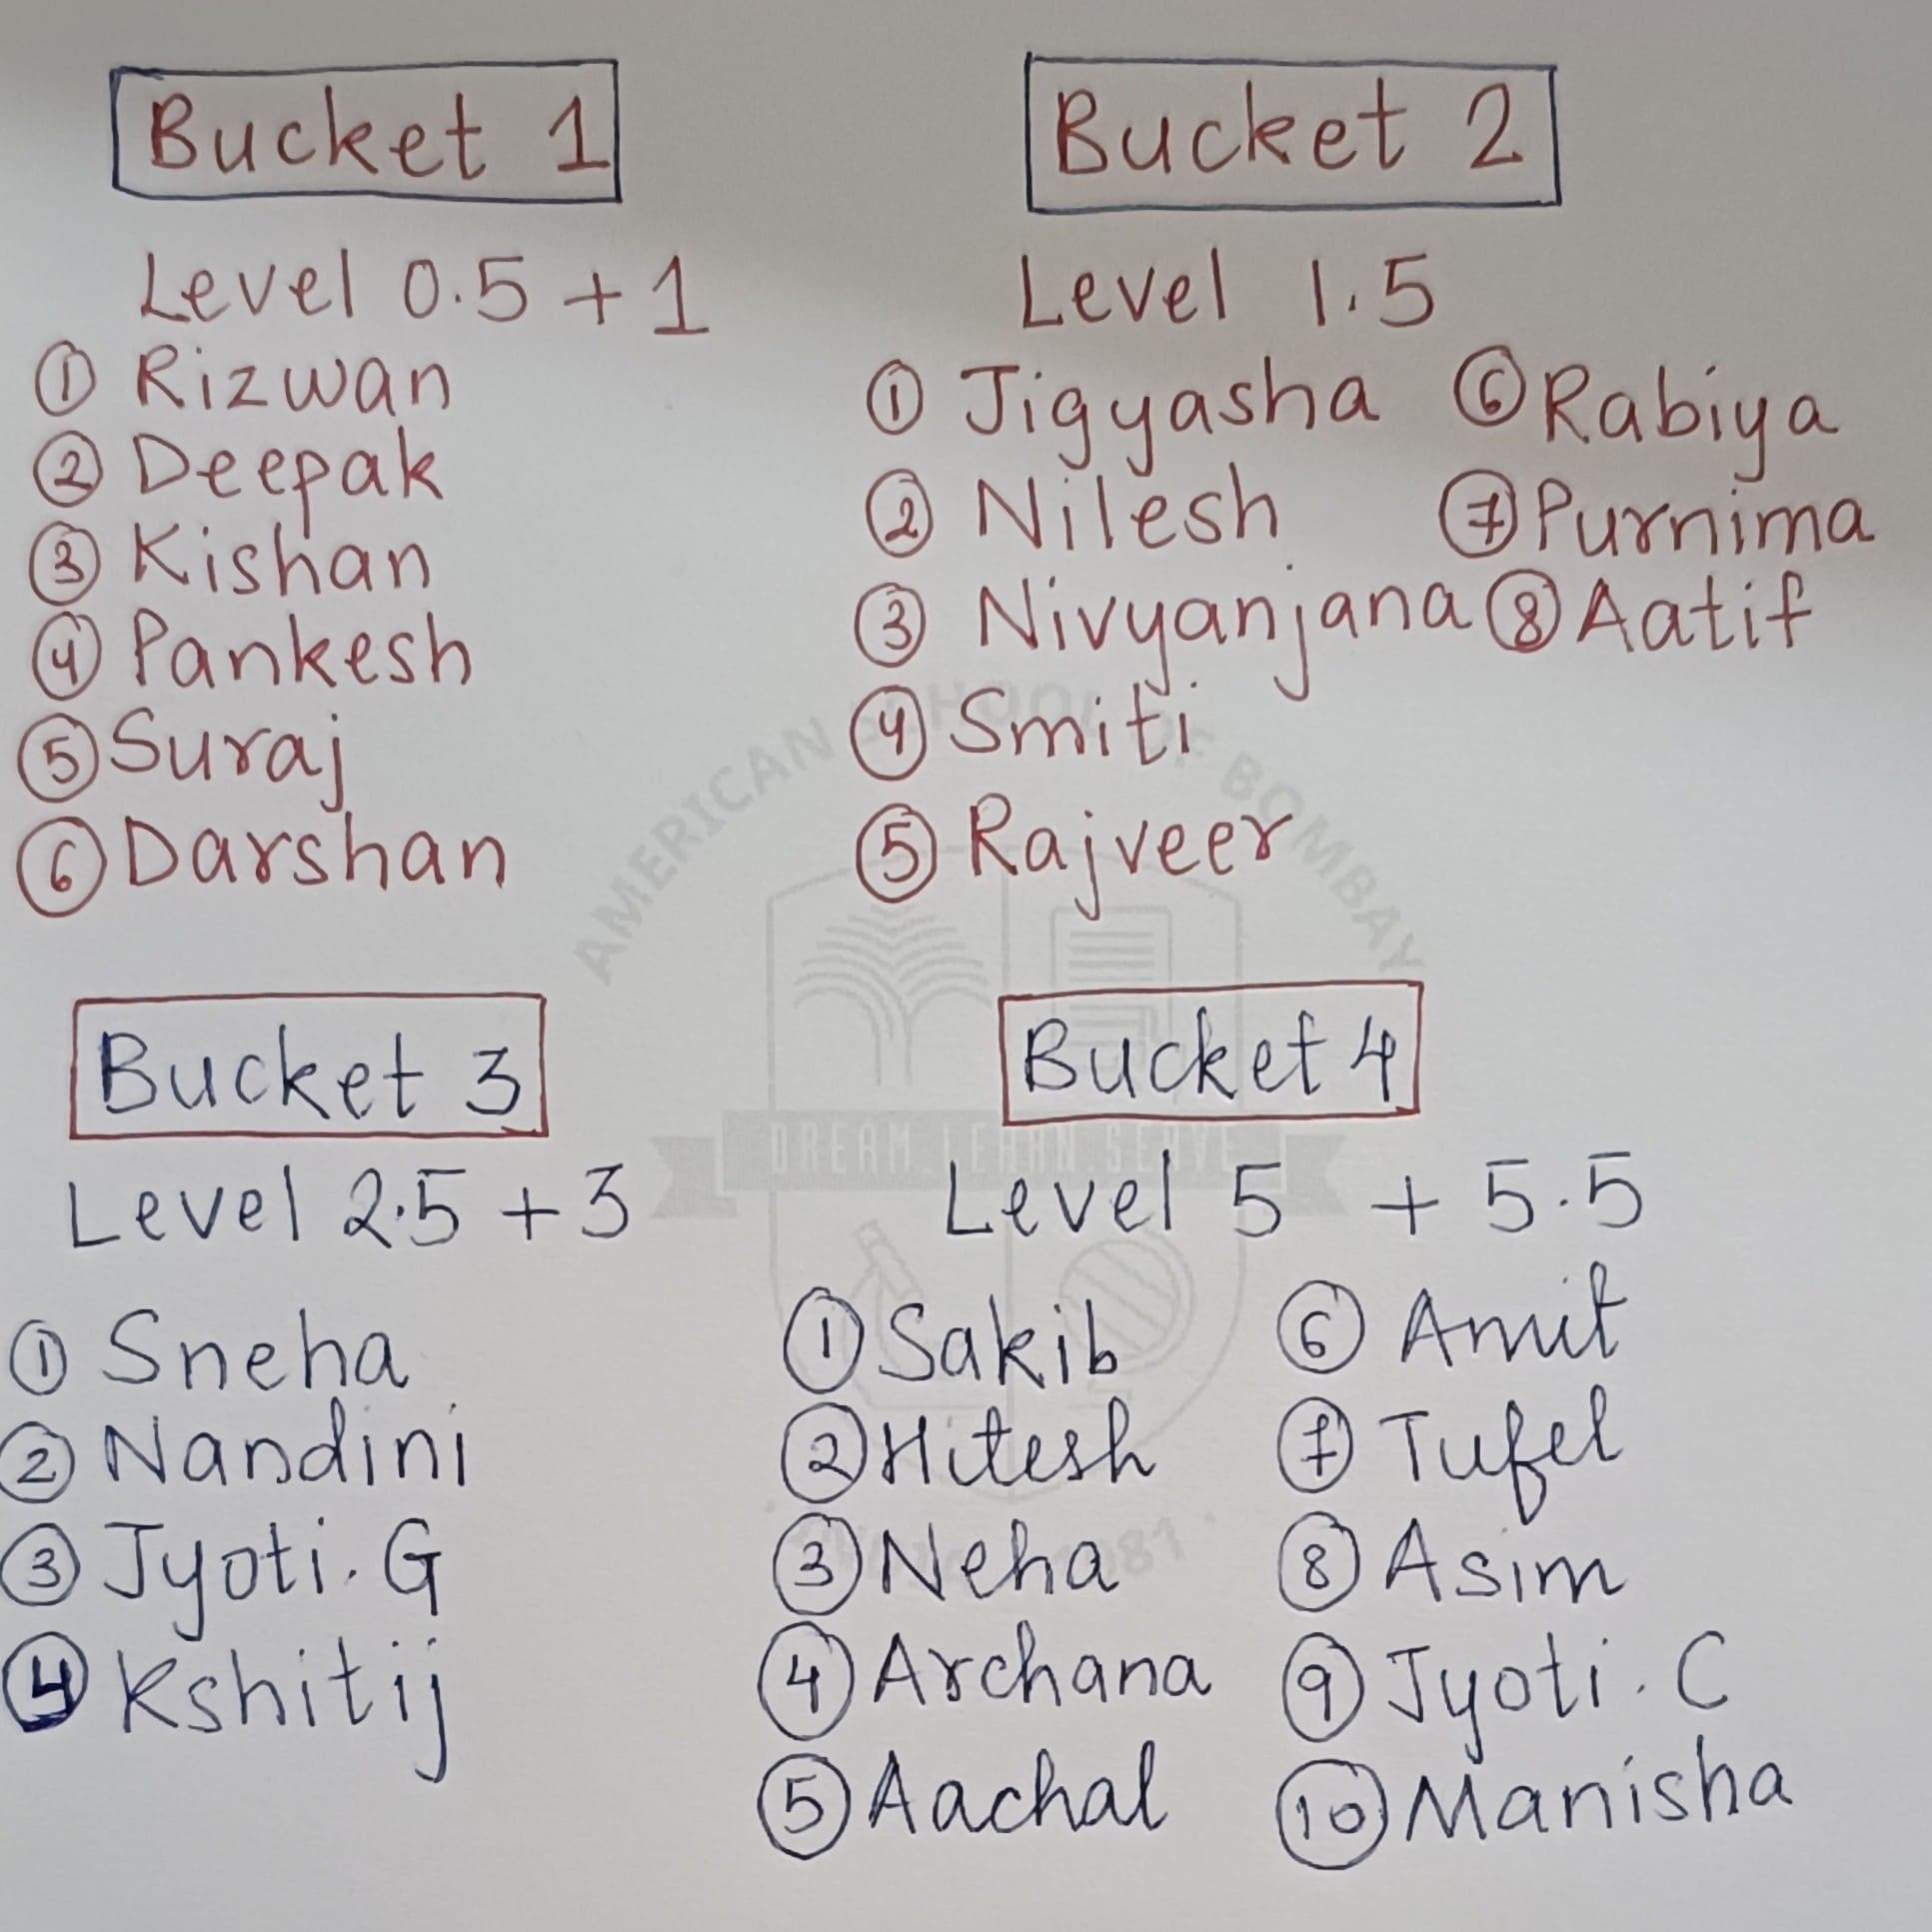 Bucket 1
Level 0.5 + 1
① Rizwan
② Deepak
③ Kishan
④ Pankesh
⑤ Suraj
⑥ Darshan
Bucket 2
Level 1.5
① Jigyasha
② Nilesh
③ Nivyanjana
④ Smiti
⑤ Rajveer
⑥ Rabiya
⑦ Purnima
⑧ Aatif
AMERICAN SCHOOL OF BOMBAY
DREAM.LEARN.SERVE
Bucket 3
Level 2.5 + 3
① Sneha
② Nandini
③ Jyoti. G
④ Kshitij
Bucket 4
Level 5 + 5.5
① Sakib
② Hitesh
③ Neha
④ Archana
⑤ Aachal
⑥ Amit
⑦ Tufel
⑧ Asim
⑨ Jyoti. C
⑩ Manisha